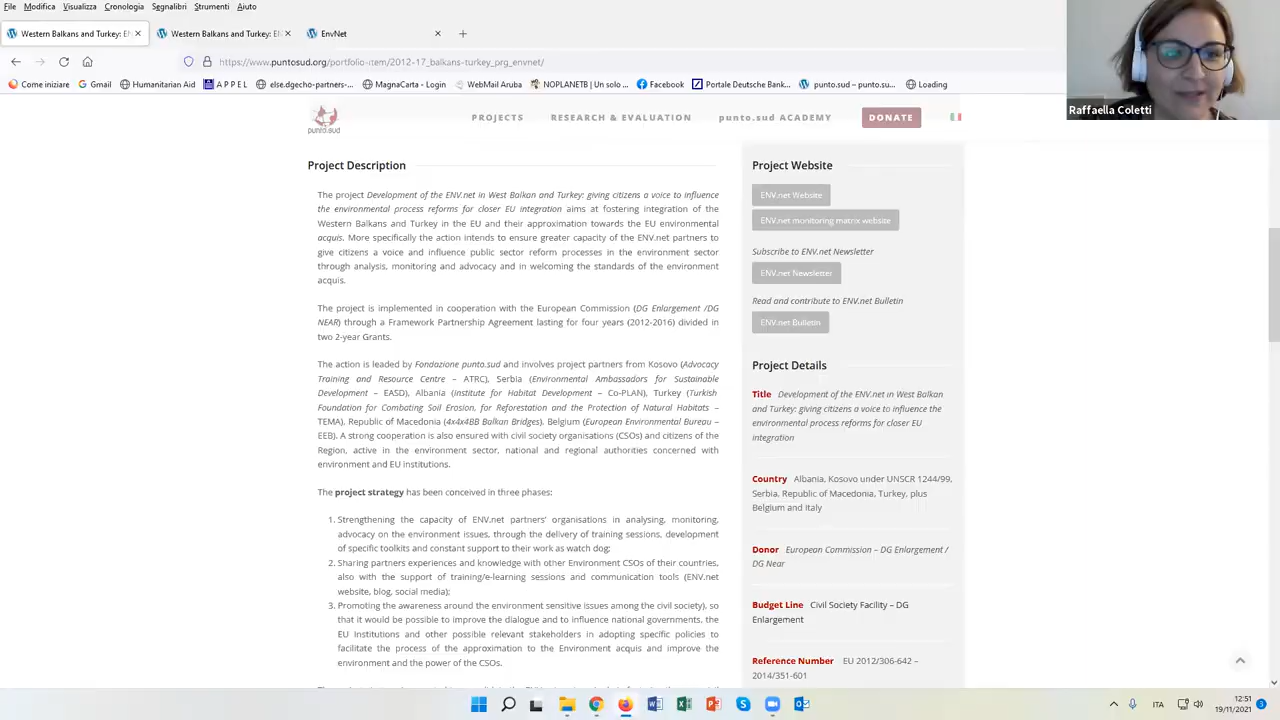 File Modifica Visualizza Cronologia Segnalibri Strumenti Aiuto
Western Balkans and Turkey: E
Western Balkans and Turkey: E
EnvNet
https://www.puntosud.org/portfolio-item/2012-17_balkans-turkey_prg_envnet/
Come iniziare Gmail Humanitarian Aid A P P E L else.dgecho-partners-... MagnaCarta - Login WebMail Aruba NOPLANETB | Un solo ... Facebook Portale Deutsche Bank... punto.sud – punto.su... Loading
Raffaella Coletti
punto.sud
PROJECTS RESEARCH & EVALUATION punto.sud ACADEMY DONATE
Project Description
The project Development of the ENV.net in West Balkan and Turkey: giving citizens a voice to influence
the environmental process reforms for closer EU integration aims at fostering integration of the
Western Balkans and Turkey in the EU and their approximation towards the EU environmental
acquis. More specifically the action intends to ensure greater capacity of the ENV.net partners to
give citizens a voice and influence public sector reform processes in the environment sector
through analysis, monitoring and advocacy and in welcoming the standards of the environment
acquis.
The project is implemented in cooperation with the European Commission (DG Enlargement /DG
NEAR) through a Framework Partnership Agreement lasting for four years (2012-2016) divided in
two 2-year Grants.
The action is leaded by Fondazione punto.sud and involves project partners from Kosovo (Advocacy
Training and Resource Centre – ATRC), Serbia (Environmental Ambassadors for Sustainable
Development – EASD), Albania (Institute for Habitat Development – Co-PLAN), Turkey (Turkish
Foundation for Combating Soil Erosion, for Reforestation and the Protection of Natural Habitats –
TEMA), Republic of Macedonia (4x4x4BB Balkan Bridges). Belgium (European Environmental Bureau –
EEB). A strong cooperation is also ensured with civil society organisations (CSOs) and citizens of the
Region, active in the environment sector, national and regional authorities concerned with
environment and EU institutions.
The project strategy has been conceived in three phases:
1. Strengthening the capacity of ENV.net partners' organisations in analysing, monitoring,
advocacy on the environment issues, through the delivery of training sessions, development
of specific toolkits and constant support to their work as watch dog;
2. Sharing partners experiences and knowledge with other Environment CSOs of their countries,
also with the support of training/e-learning sessions and communication tools (ENV.net
website, blog, social media);
3. Promoting the awareness around the environment sensitive issues among the civil society), so
that it would be possible to improve the dialogue and to influence national governments, the
EU Institutions and other possible relevant stakeholders in adopting specific policies to
facilitate the process of the approximation to the Environment acquis and improve the
environment and the power of the CSOs.
Project Website
ENV.net Website
ENV.net monitoring matrix website
Subscribe to ENV.net Newsletter
ENV.net Newsletter
Read and contribute to ENV.net Bulletin
ENV.net Bulletin
Project Details
Title Development of the ENV.net in West Balkan
and Turkey: giving citizens a voice to influence the
environmental process reforms for closer EU
integration
Country Albania, Kosovo under UNSCR 1244/99,
Serbia, Republic of Macedonia, Turkey, plus
Belgium and Italy
Donor European Commission – DG Enlargement /
DG Near
Budget Line Civil Society Facility – DG
Enlargement
Reference Number EU 2012/306-642 –
2014/351-601
ITA
12:51
19/11/2021
3